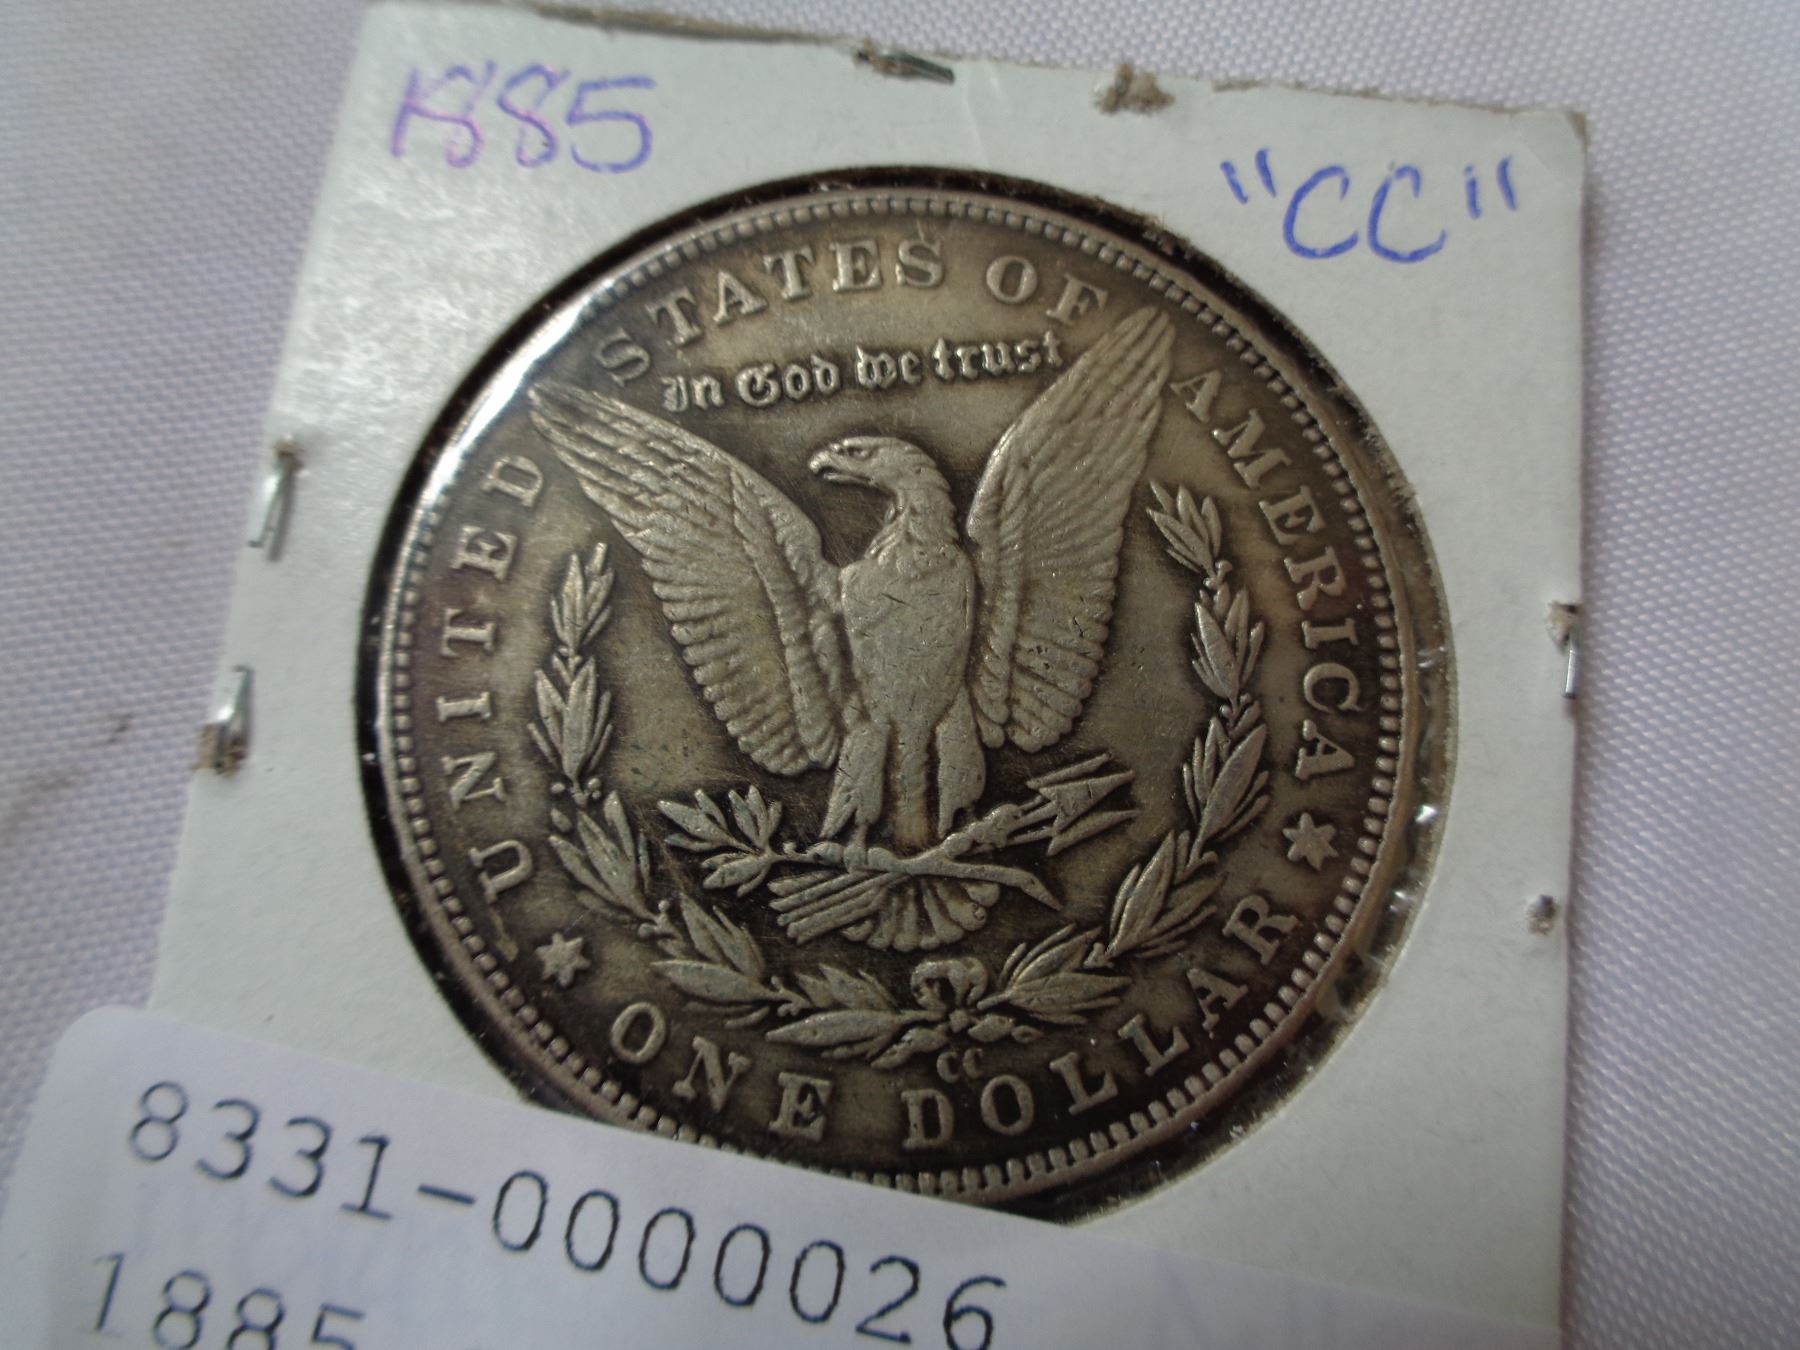 1885 "CC"
UNITED STATES OF AMERICA
In God we trust
CC
ONE DOLLAR
8331-0000026
1885